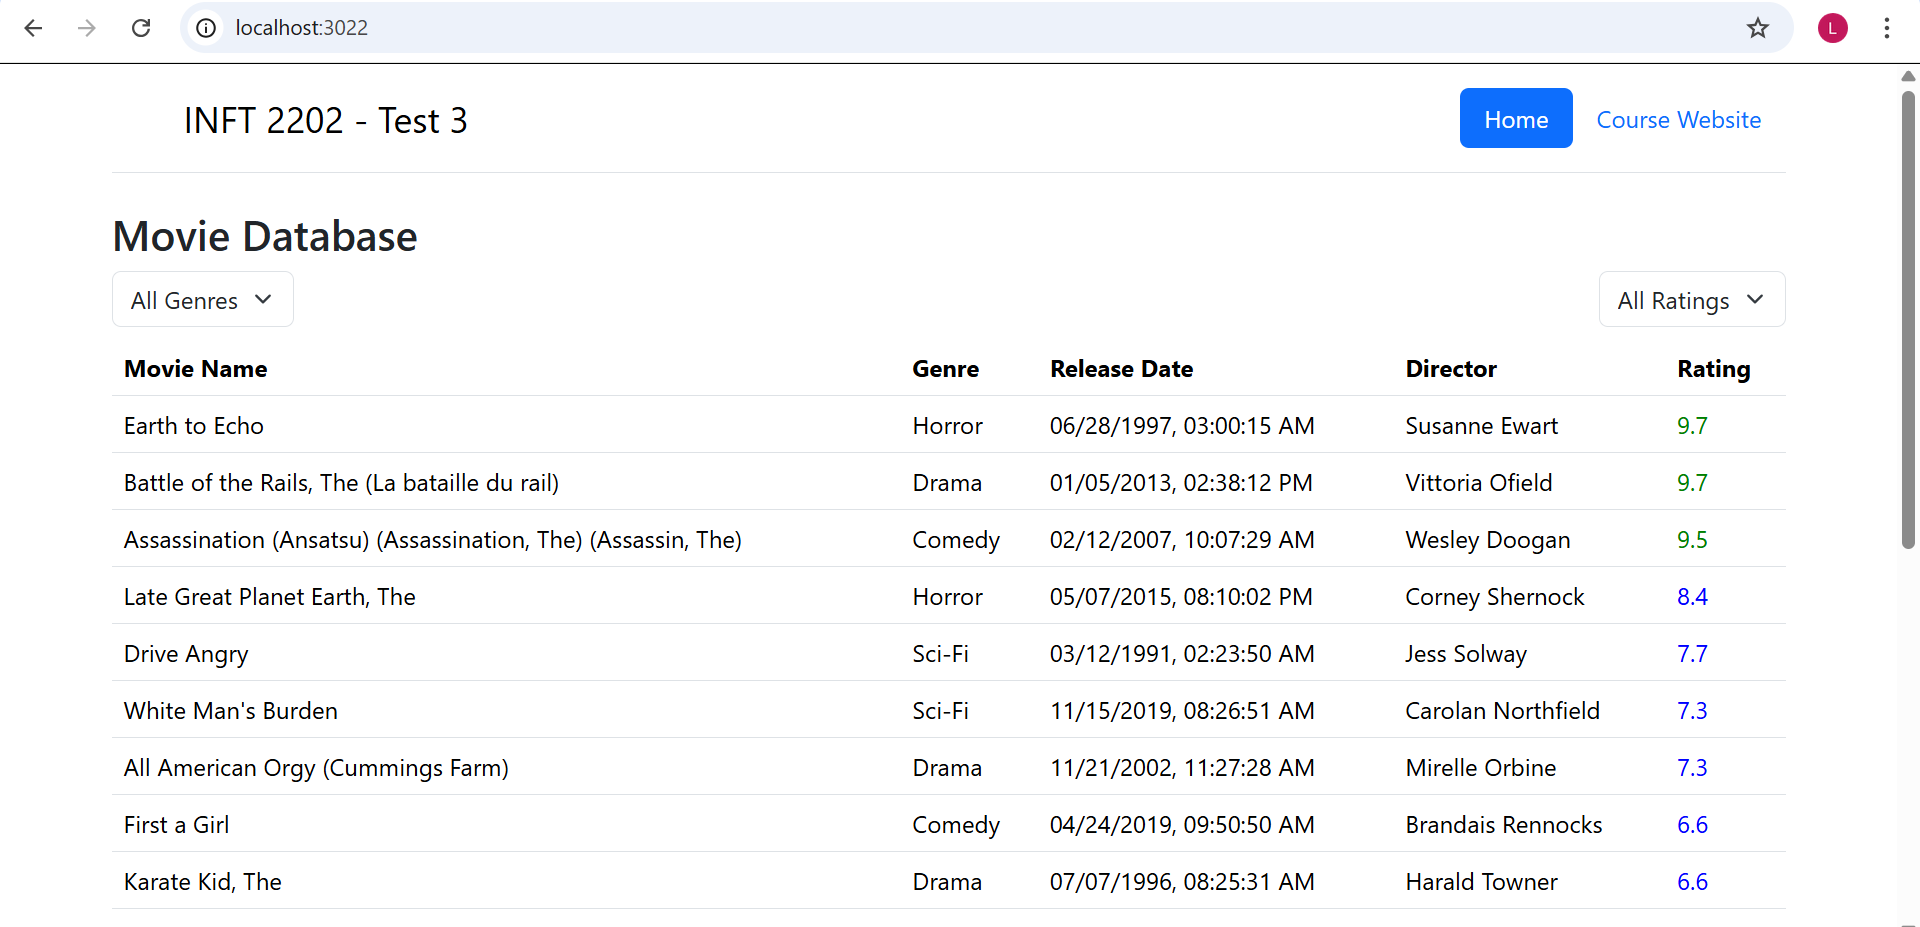 localhost:3022
L
INFT 2202 - Test 3
Home
Course Website
Movie Database
All Genres
All Ratings
Movie Name Genre Release Date Director Rating
Earth to Echo Horror 06/28/1997, 03:00:15 AM Susanne Ewart 9.7
Battle of the Rails, The (La bataille du rail) Drama 01/05/2013, 02:38:12 PM Vittoria Ofield 9.7
Assassination (Ansatsu) (Assassination, The) (Assassin, The) Comedy 02/12/2007, 10:07:29 AM Wesley Doogan 9.5
Late Great Planet Earth, The Horror 05/07/2015, 08:10:02 PM Corney Shernock 8.4
Drive Angry Sci-Fi 03/12/1991, 02:23:50 AM Jess Solway 7.7
White Man's Burden Sci-Fi 11/15/2019, 08:26:51 AM Carolan Northfield 7.3
All American Orgy (Cummings Farm) Drama 11/21/2002, 11:27:28 AM Mirelle Orbine 7.3
First a Girl Comedy 04/24/2019, 09:50:50 AM Brandais Rennocks 6.6
Karate Kid, The Drama 07/07/1996, 08:25:31 AM Harald Towner 6.6